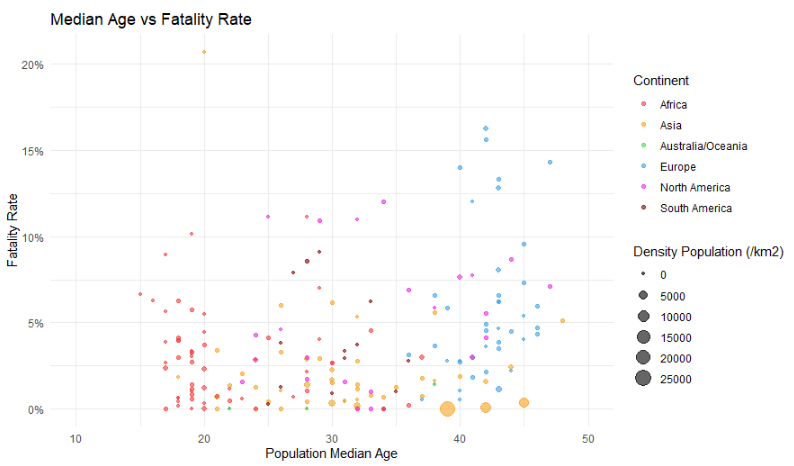 Median Age vs Fatality Rate
20%
15%
10%
5%
0%
Fatality Rate
10
20
30
40
50
Population Median Age
Continent
Africa
Asia
Australia/Oceania
Europe
North America
South America
Density Population (/km2)
0
5000
10000
15000
20000
25000